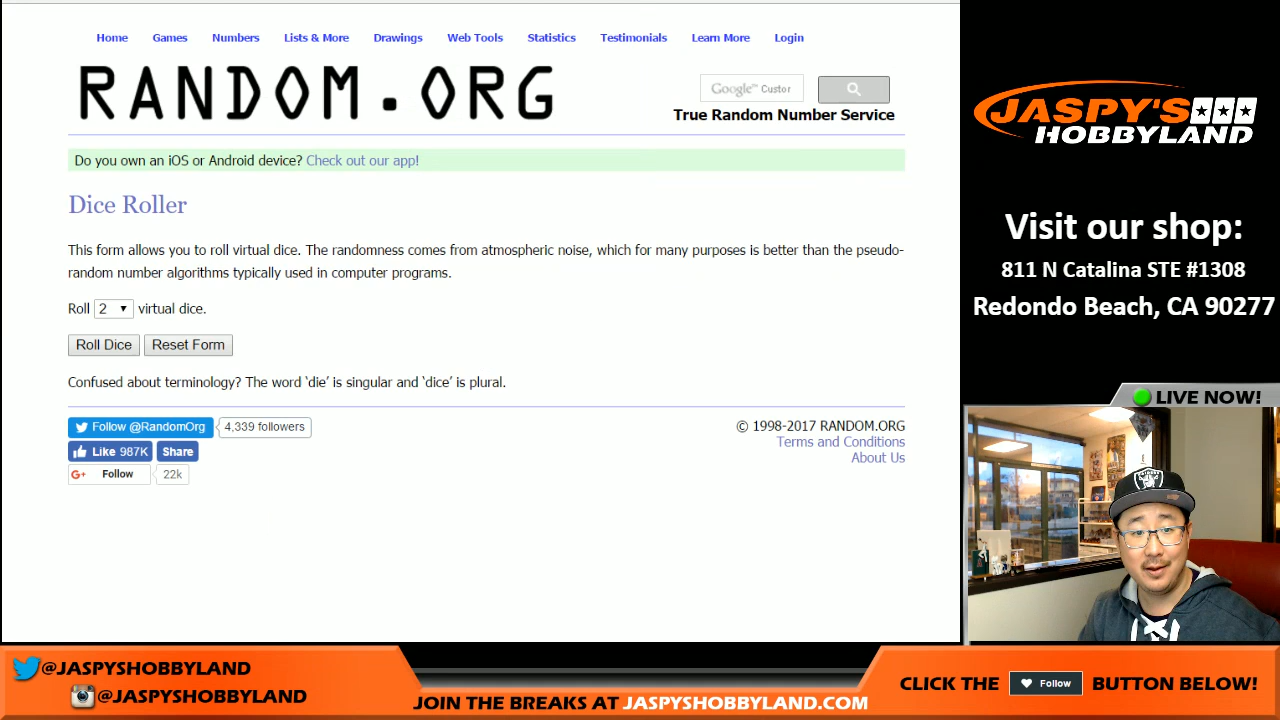 Home Games Numbers Lists & More Drawings Web Tools Statistics Testimonials Learn More Login
RANDOM.ORG
Google™ Custor
True Random Number Service
Do you own an iOS or Android device? Check out our app!
Dice Roller
This form allows you to roll virtual dice. The randomness comes from atmospheric noise, which for many purposes is better than the pseudo-
random number algorithms typically used in computer programs.
Roll 2 virtual dice.
Roll Dice Reset Form
Confused about terminology? The word ‘die’ is singular and ‘dice’ is plural.
Follow @RandomOrg 4,339 followers
Like 987K Share
G+ Follow 22k
© 1998-2017 RANDOM.ORG
Terms and Conditions
About Us
JASPY'S
HOBBYLAND
Visit our shop:
811 N Catalina STE #1308
Redondo Beach, CA 90277
LIVE NOW!
@JASPYSHOBBYLAND
@JASPYSHOBBYLAND
JOIN THE BREAKS AT JASPYSHOBBYLAND.COM
CLICK THE Follow BUTTON BELOW!